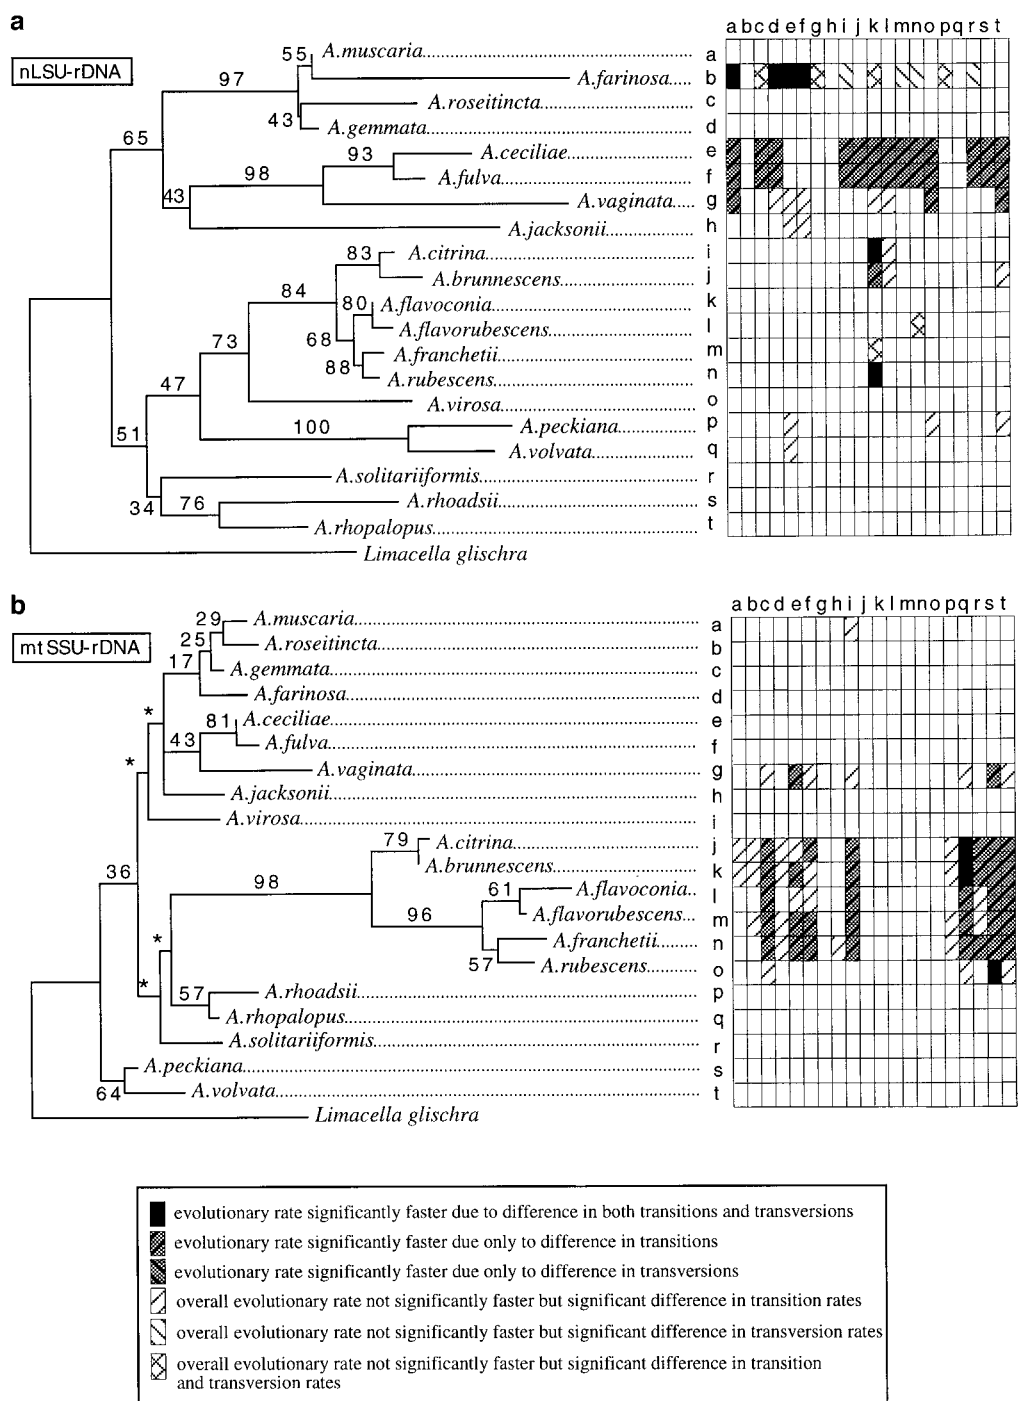 a
a b c d e f g h i j k l m n o p q r s t
nLSU-rDNA
55 A.muscaria a
97 A.farinosa b
A.roseitincta c
43 A.gemmata d
65
93 A.ceciliae e
98 A.fulva f
43 A.vaginata g
A.jacksonii h
83 A.citrina i
A.brunnescens j
84
80 A.flavoconia k
68 A.flavorubescens l
73 A.franchetii m
88 A.rubescens n
47
A.virosa o
100 A.peckiana p
51 A.volvata q
A.solitariiformis r
34 76 A.rhoadsii s
A.rhopalopus t
Limacella glischra
b
a b c d e f g h i j k l m n o p q r s t
mtSSU-rDNA
29 A.muscaria a
25 A.roseitincta b
17 A.gemmata c
A.farinosa d
* 81 A.ceciliae e
43 A.fulva f
* A.vaginata g
A.jacksonii h
A.virosa i
79 A.citrina j
36 A.brunnescens k
98 61 A.flavoconia l
96 A.flavorubescens m
* A.franchetii n
57 A.rubescens o
* 57 A.rhoadsii p
A.rhopalopus q
A.solitariiformis r
A.peckiana s
64 A.volvata t
Limacella glischra
evolutionary rate significantly faster due to difference in both transitions and transversions
evolutionary rate significantly faster due only to difference in transitions
evolutionary rate significantly faster due only to difference in transversions
overall evolutionary rate not significantly faster but significant difference in transition rates
overall evolutionary rate not significantly faster but significant difference in transversion rates
overall evolutionary rate not significantly faster but significant difference in transition
and transversion rates